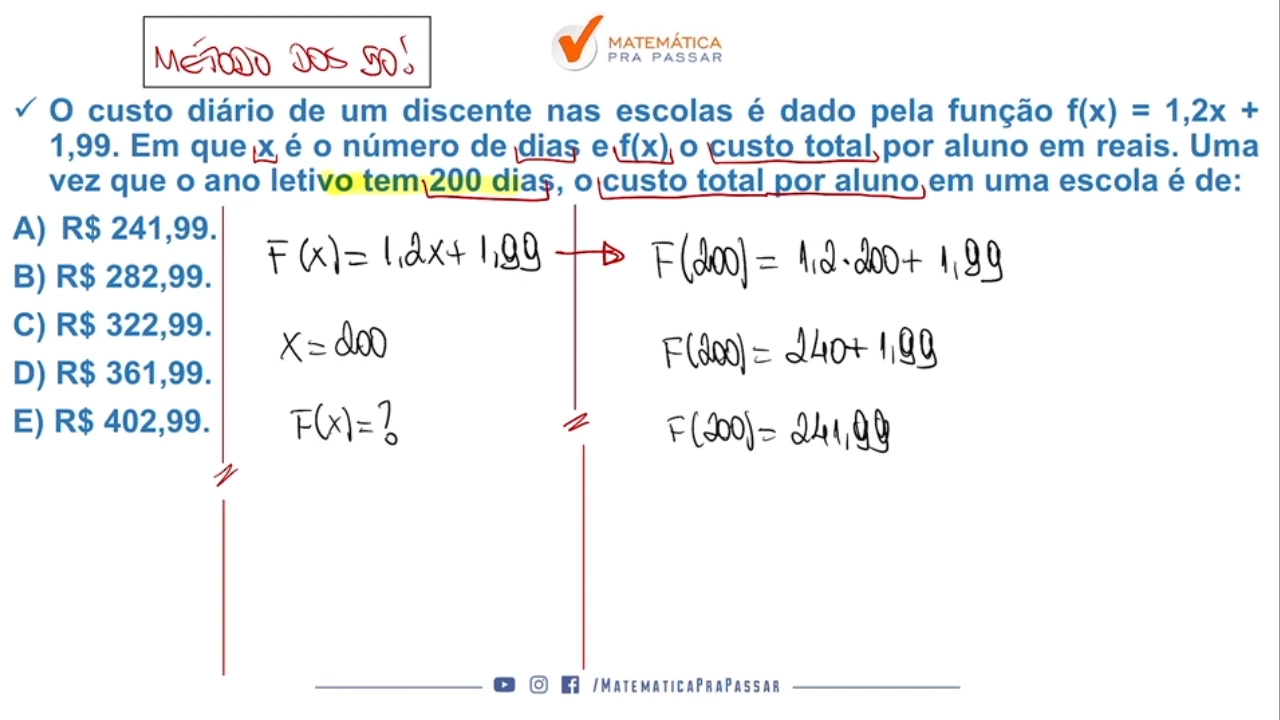 MÉTODO DOS 50!
MATEMÁTICA
PRA PASSAR
✓ O custo diário de um discente nas escolas é dado pela função f(x) = 1,2x +
1,99. Em que x é o número de dias e f(x) o custo total por aluno em reais. Uma
vez que o ano letivo tem 200 dias, o custo total por aluno em uma escola é de:
A) R$ 241,99.
B) R$ 282,99.
C) R$ 322,99.
D) R$ 361,99.
E) R$ 402,99.
F(x) = 1,2x + 1,99
x = 200
F(x) = ?
F(200) = 1,2.200 + 1,99
F(200) = 240 + 1,99
F(200) = 241,99
/MATEMATICAPRAPASSAR